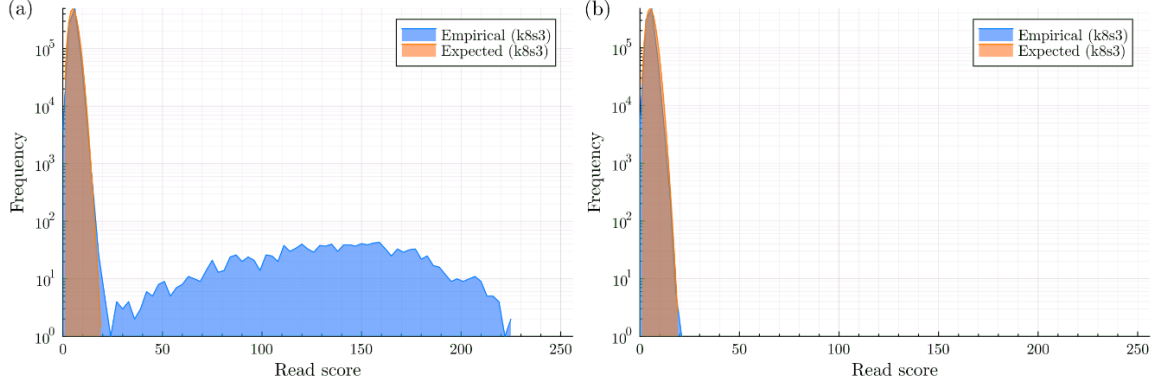 (a)
Empirical (k8s3)
Expected (k8s3)
Frequency
10^5
10^4
10^3
10^2
10^1
10^0
0 50 100 150 200 250
Read score
(b)
Empirical (k8s3)
Expected (k8s3)
Frequency
10^5
10^4
10^3
10^2
10^1
10^0
0 50 100 150 200 250
Read score